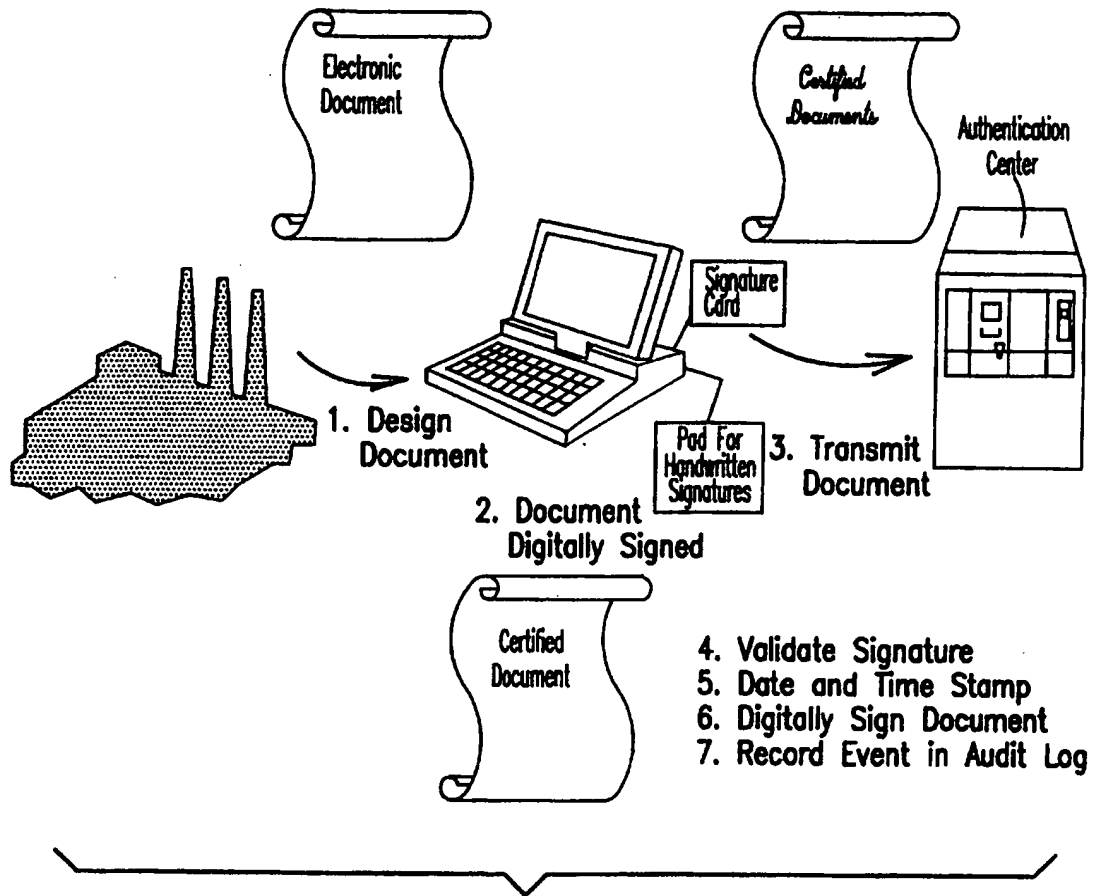 Electronic
Document
Certified
Documents
Authentication
Center
Signature
Card
1. Design
Document
Pad For
Handwritten
Signatures
3. Transmit
Document
2. Document
Digitally Signed
Certified
Document
4. Validate Signature
5. Date and Time Stamp
6. Digitally Sign Document
7. Record Event in Audit Log